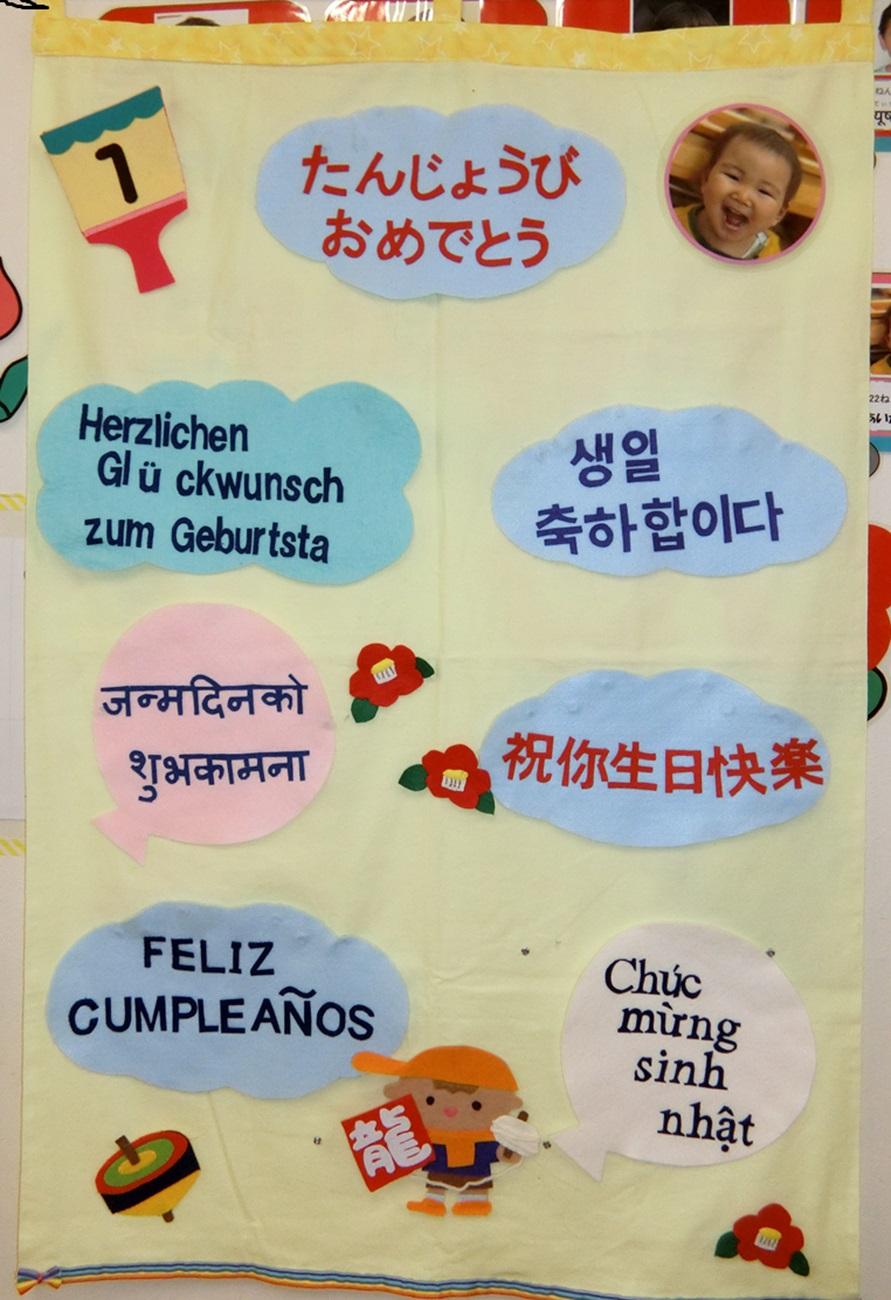 1
たんじょうび
おめでとう
Herzlichen
Glückwunsch
zum Geburtsta
생일
축하합이다
जन्मदिनको
शुभकामना
祝你生日快楽
FELIZ
CUMPLEAÑOS
Chúc
mừng
sinh
nhật
龍